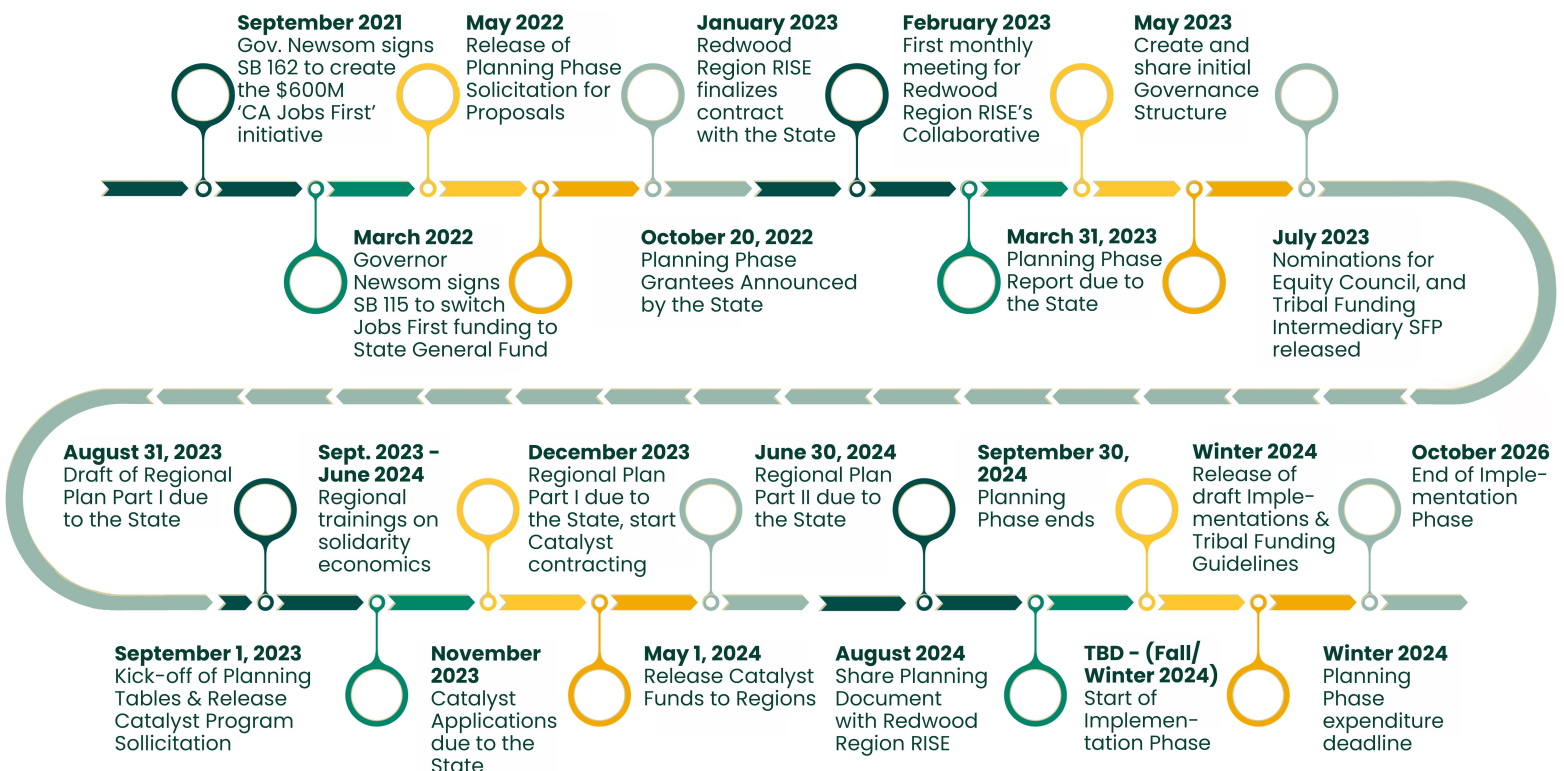 September 2021
Gov. Newsom signs
SB 162 to create
the $600M
‘CA Jobs First’
initiative
May 2022
Release of
Planning Phase
Solicitation for
Proposals
January 2023
Redwood
Region RISE
finalizes
contract
with the State
February 2023
First monthly
meeting for
Redwood
Region RISE’s
Collaborative
May 2023
Create and
share initial
Governance
Structure
March 2022
Governor
Newsom signs
SB 115 to switch
Jobs First funding to
State General Fund
October 20, 2022
Planning Phase
Grantees Announced
by the State
March 31, 2023
Planning Phase
Report due to
the State
July 2023
Nominations for
Equity Council, and
Tribal Funding
Intermediary SFP
released
August 31, 2023
Draft of Regional
Plan Part I due
to the State
Sept. 2023 –
June 2024
Regional
trainings on
solidarity
economics
December 2023
Regional Plan
Part I due to
the State, start
Catalyst
contracting
June 30, 2024
Regional Plan
Part II due to
the State
September 30,
2024
Planning
Phase ends
Winter 2024
Release of
draft Imple-
mentations &
Tribal Funding
Guidelines
October 2026
End of Imple-
mentation
Phase
September 1, 2023
Kick-off of Planning
Tables & Release
Catalyst Program
Sollicitation
November
2023
Catalyst
Applications
due to the
State
May 1, 2024
Release Catalyst
Funds to Regions
August 2024
Share Planning
Document
with Redwood
Region RISE
TBD - (Fall/
Winter 2024)
Start of
Implemen-
tation Phase
Winter 2024
Planning
Phase
expenditure
deadline